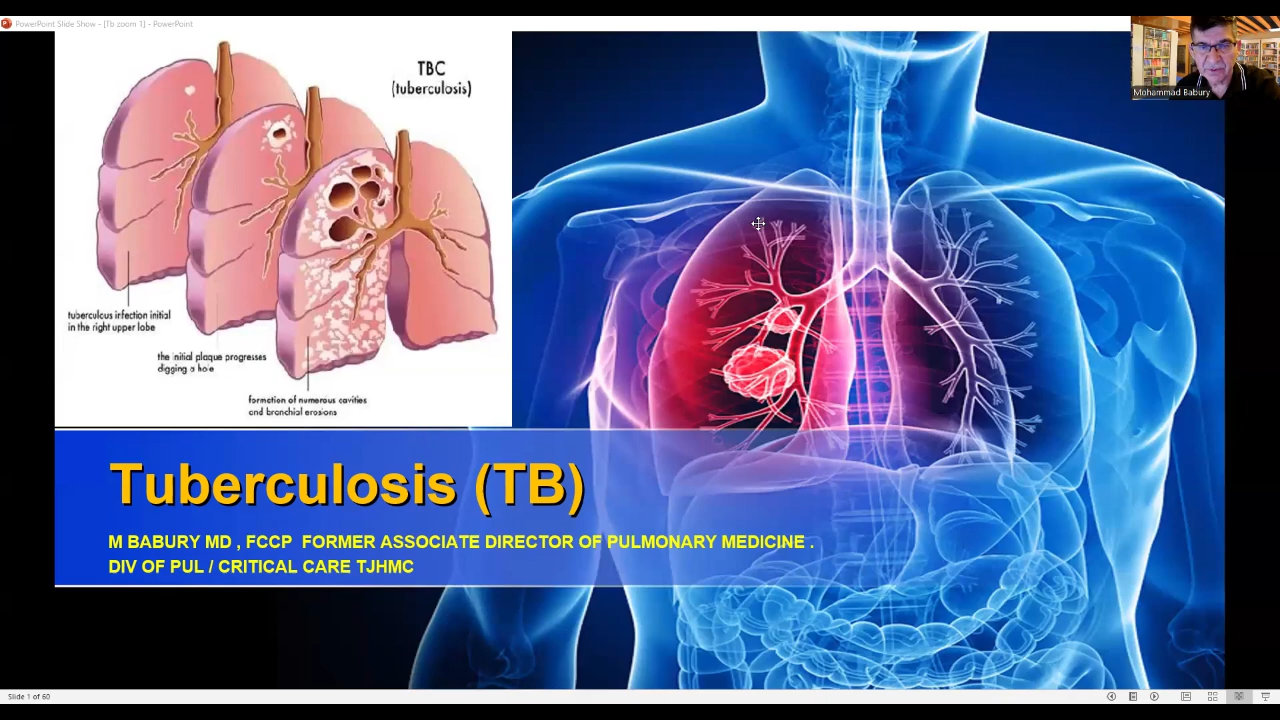 PowerPoint Slide Show - [Tb zoom 1] - PowerPoint
Mohammad Babury
TBC
(tuberculosis)
tuberculous infection initial
in the right upper lobe
the initial plaque progresses
digging a hole
formation of numerous cavities
and bronchial erosions
Tuberculosis (TB)
M BABURY MD , FCCP FORMER ASSOCIATE DIRECTOR OF PULMONARY MEDICINE .
DIV OF PUL / CRITICAL CARE TJHMC
Slide 1 of 60